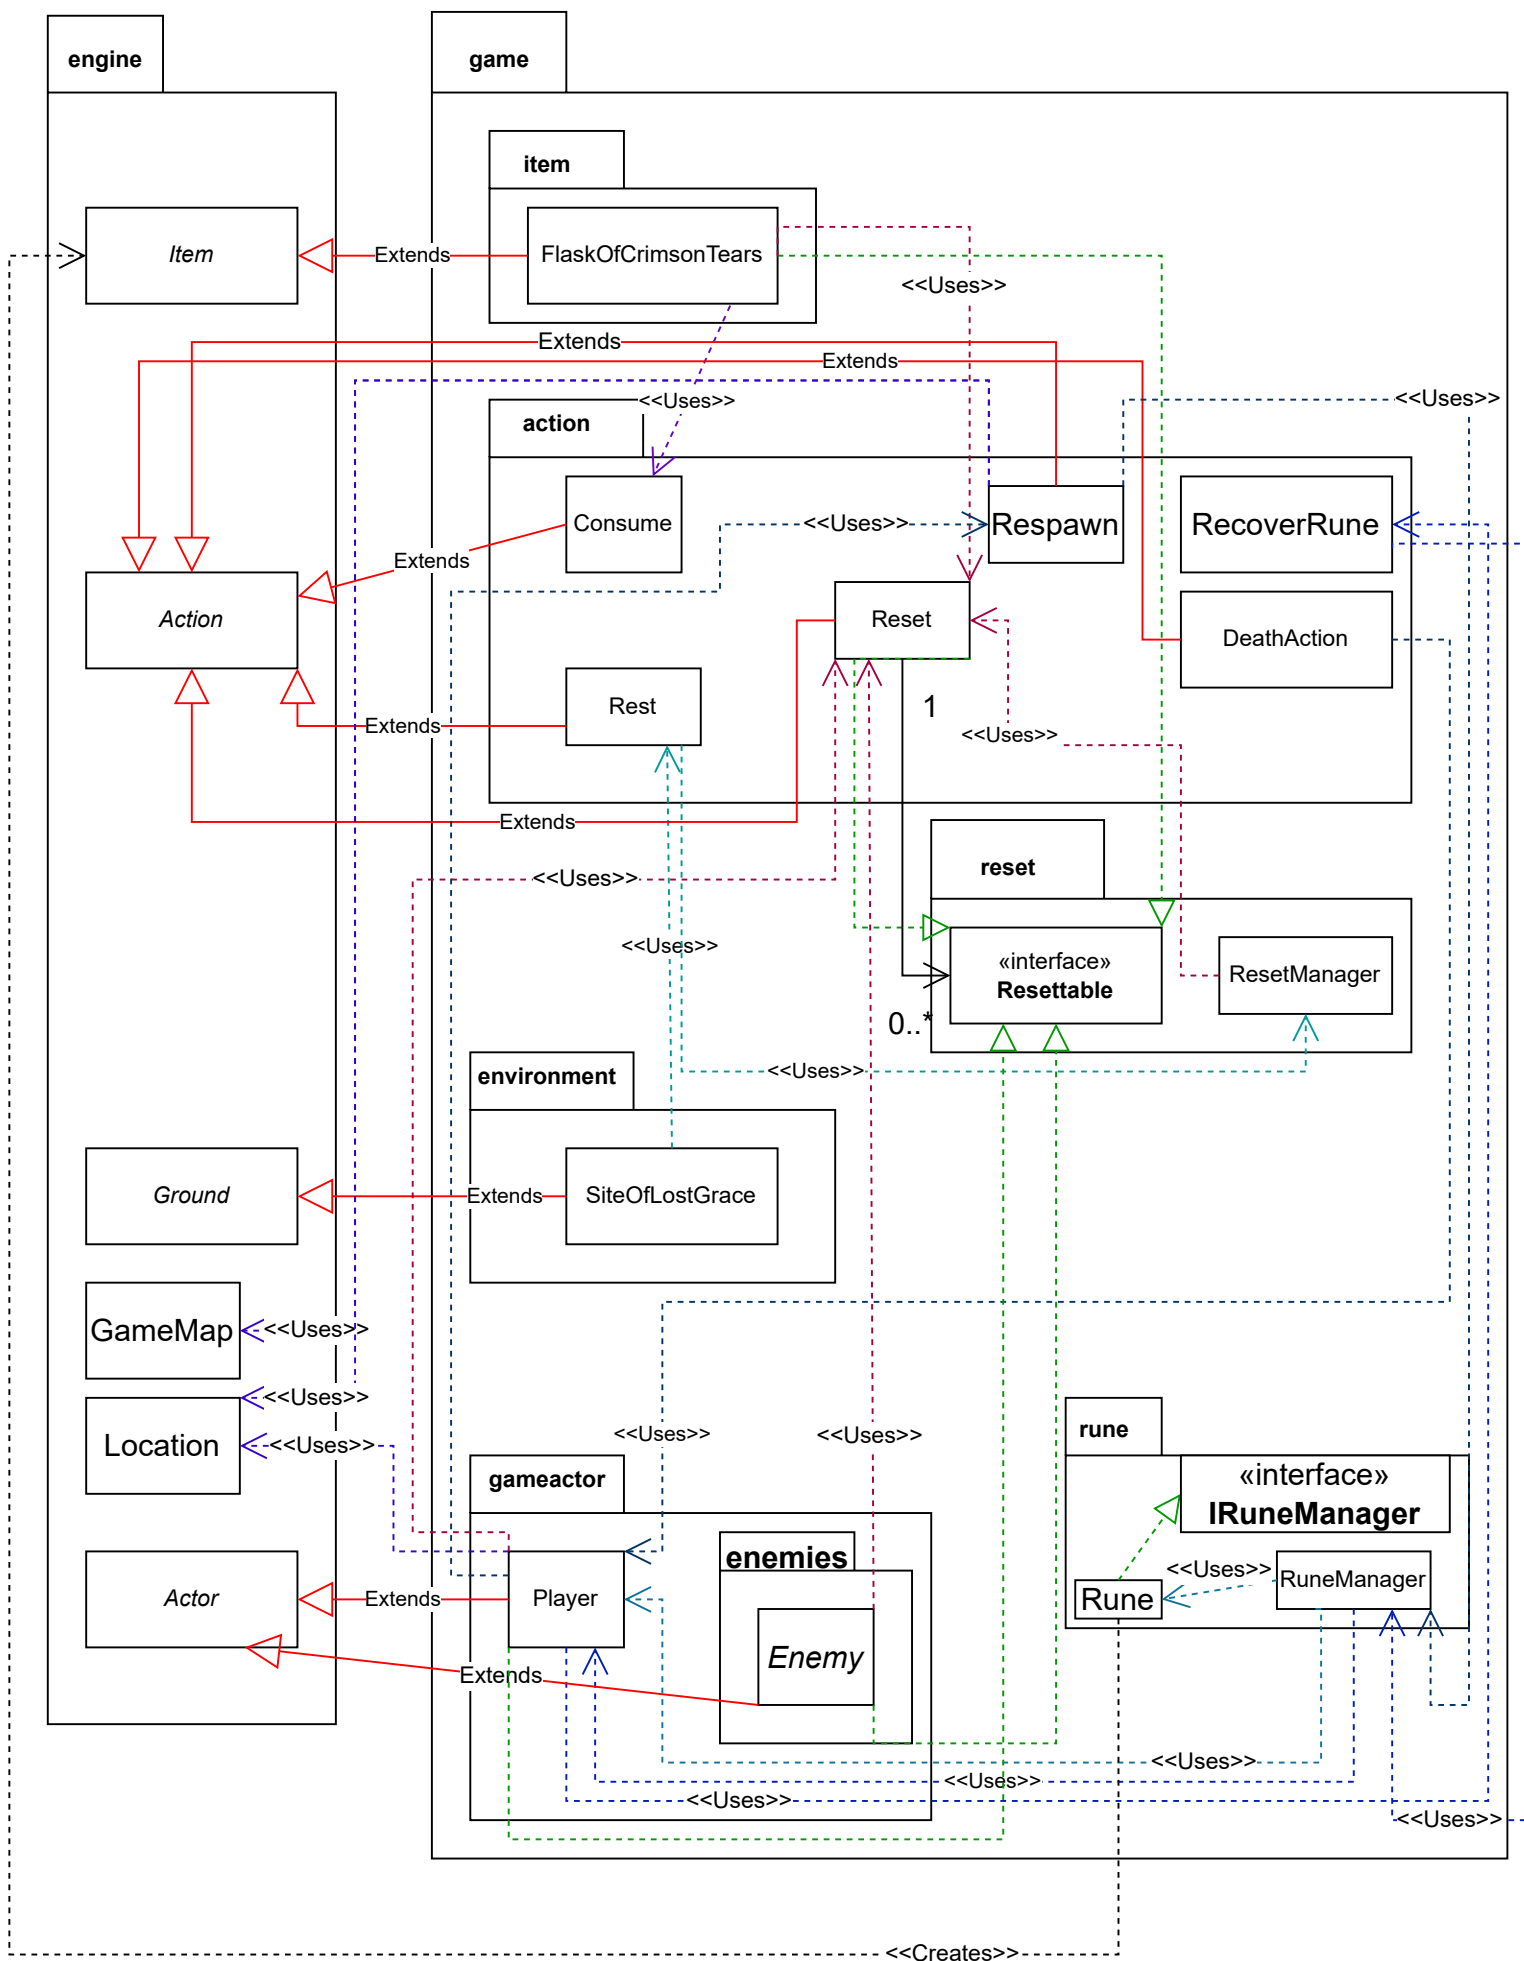 engine
game
item
Item
Extends
FlaskOfCrimsonTears
<<Uses>>
Extends
Extends
<<Uses>>
<<Uses>>
action
Consume
<<Uses>>
Respawn
RecoverRune
Extends
Action
Reset
DeathAction
Rest
1
Extends
<<Uses>>
Extends
reset
<<Uses>>
<<Uses>>
«interface»
Resettable
ResetManager
0..*
environment
<<Uses>>
Ground
Extends
SiteOfLostGrace
GameMap
<<Uses>>
<<Uses>>
Location
<<Uses>>
<<Uses>>
<<Uses>>
rune
gameactor
«interface»
IRuneManager
enemies
<<Uses>>
RuneManager
Actor
Extends
Player
Rune
Enemy
Extends
<<Uses>>
<<Uses>>
<<Uses>>
<<Uses>>
<<Creates>>